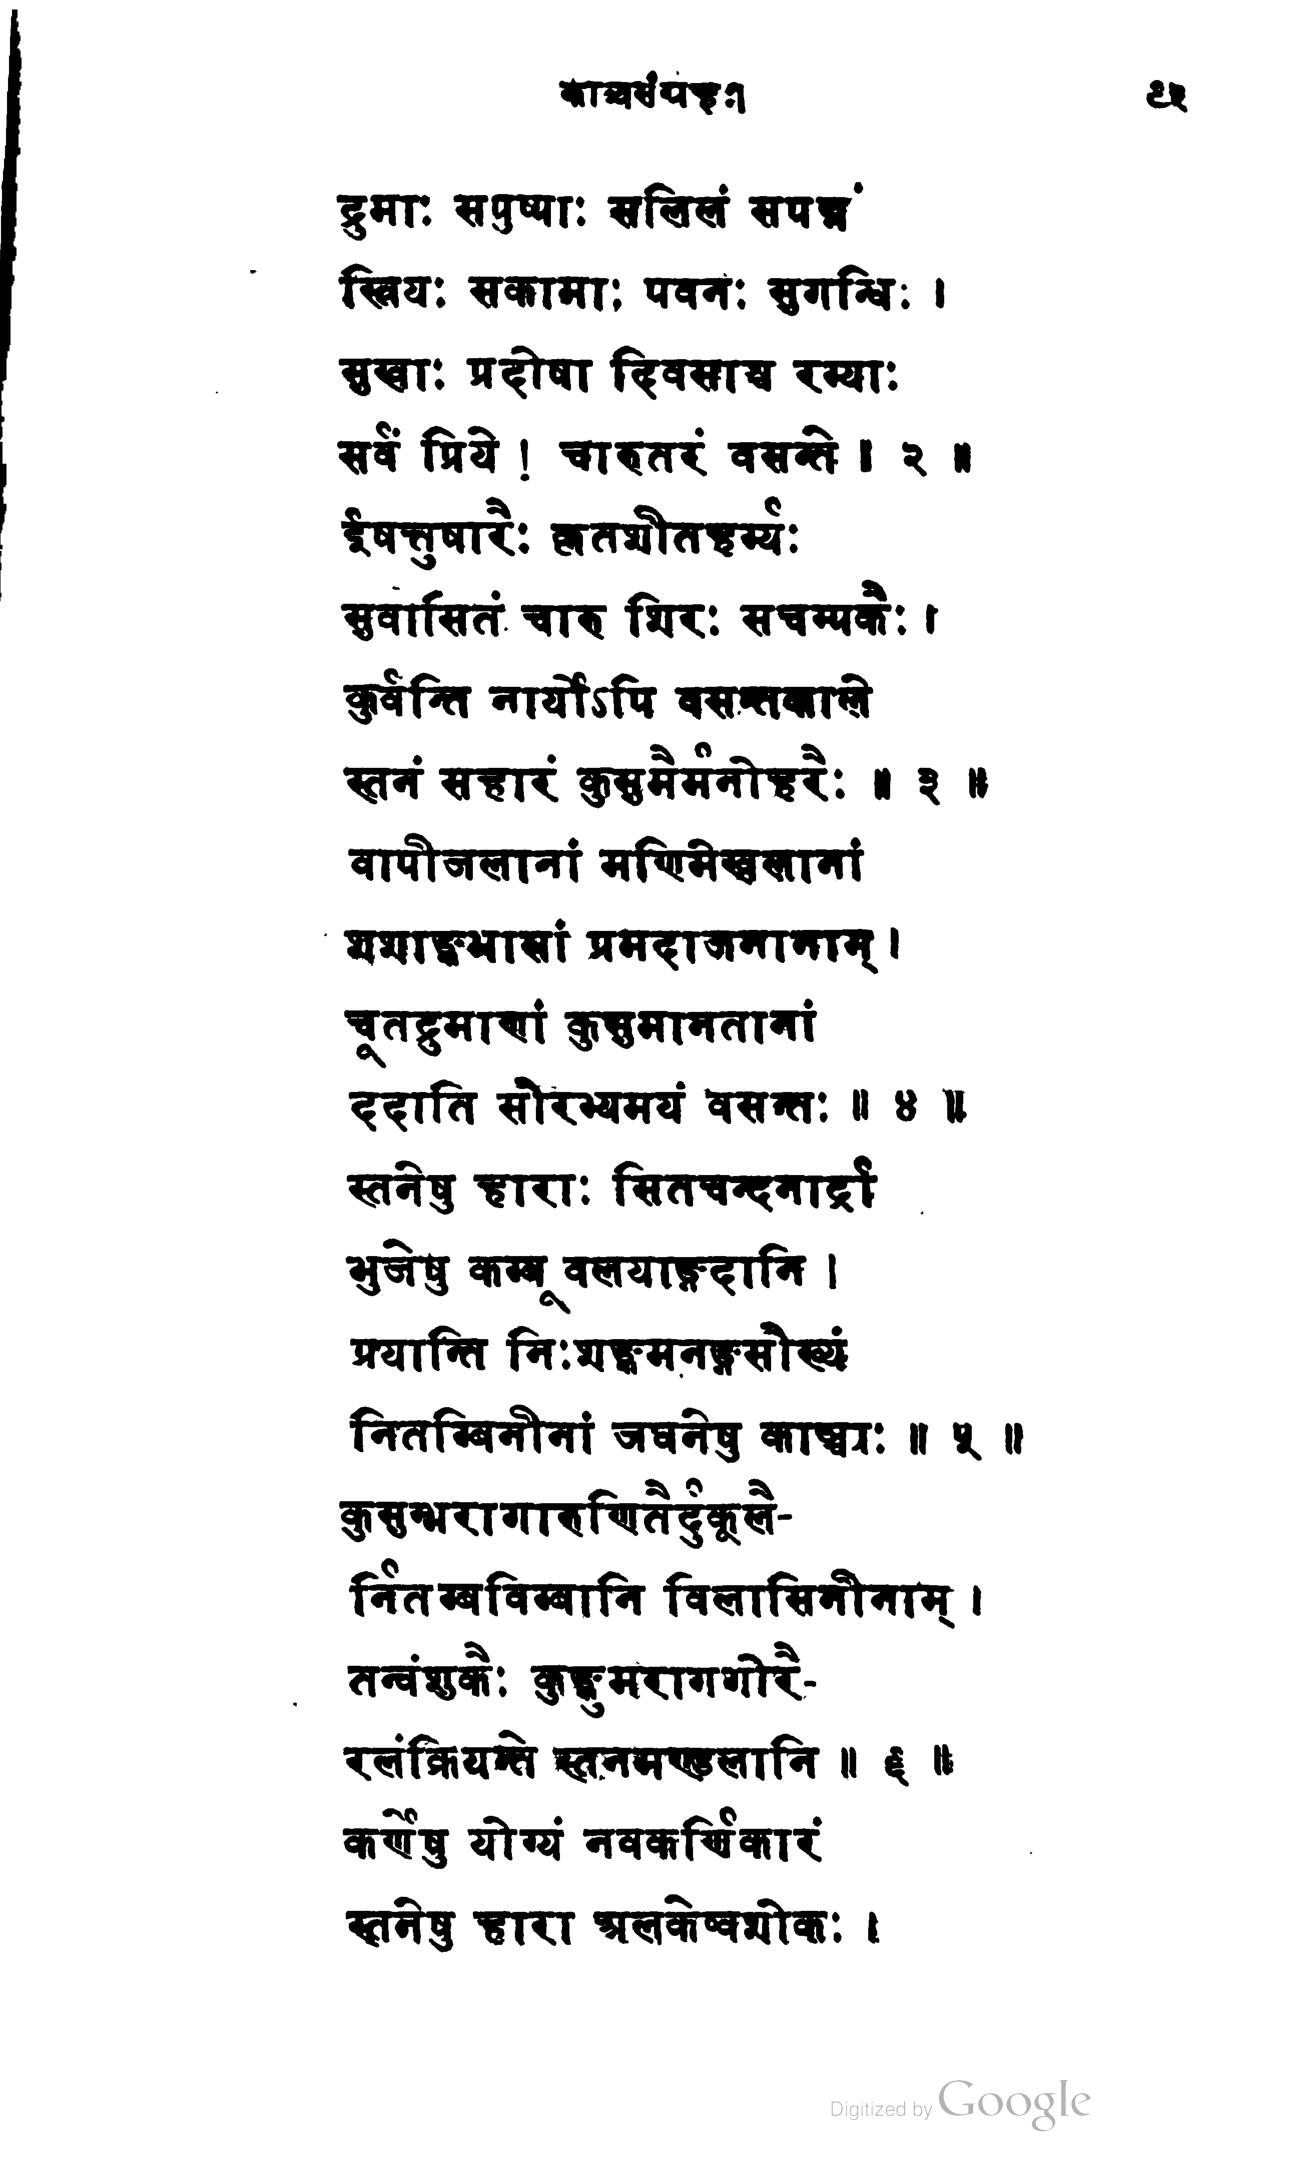 काव्यसंग्रहः। ९५
द्रुमाः सपुष्पाः सलिलं सपद्मं
स्त्रियः सकामाः पवनः सुगन्धिः ।
सुखाः प्रदोषा दिवसाश्च रम्याः
सर्वं प्रिये ! चारुतरं वसन्ते ॥ २ ॥
ईषत्तुषारैः कृतशीतहर्म्यः
सुवासितं चारु शिरः सचम्पकैः ।
कुर्वन्ति नार्योऽपि वसन्तकाले
स्तनं सहारं कुसुमैर्मनोहरैः ॥ ३ ॥
वापीजलानां मणिमेखलानां
शशाङ्कभासां प्रमदाजनानाम् ।
चूतद्रुमाणां कुसुमानतानां
ददाति सौरभ्यमयं वसन्तः ॥ ४ ॥
स्तनेषु हाराः सितचन्दनार्द्रा
भुजेषु कम्बूवलयाङ्गदानि ।
प्रयान्ति निःशङ्कमनङ्गसौख्यं
नितम्बिनीनां जघनेषु काञ्चाः ॥ ५ ॥
कुसुम्भरागारुणितैर्दुकूलै-
र्नितम्बविम्बानि विलासिनीनाम् ।
तन्वंशुकैः कुङ्कुमरागगौरै-
रलंक्रियन्ते स्तनमण्डलानि ॥ ६ ॥
कर्णेषु योग्यं नवकर्णिकारं
स्तनेषु हारा अलकेष्वशोकः ।
Digitized by Google